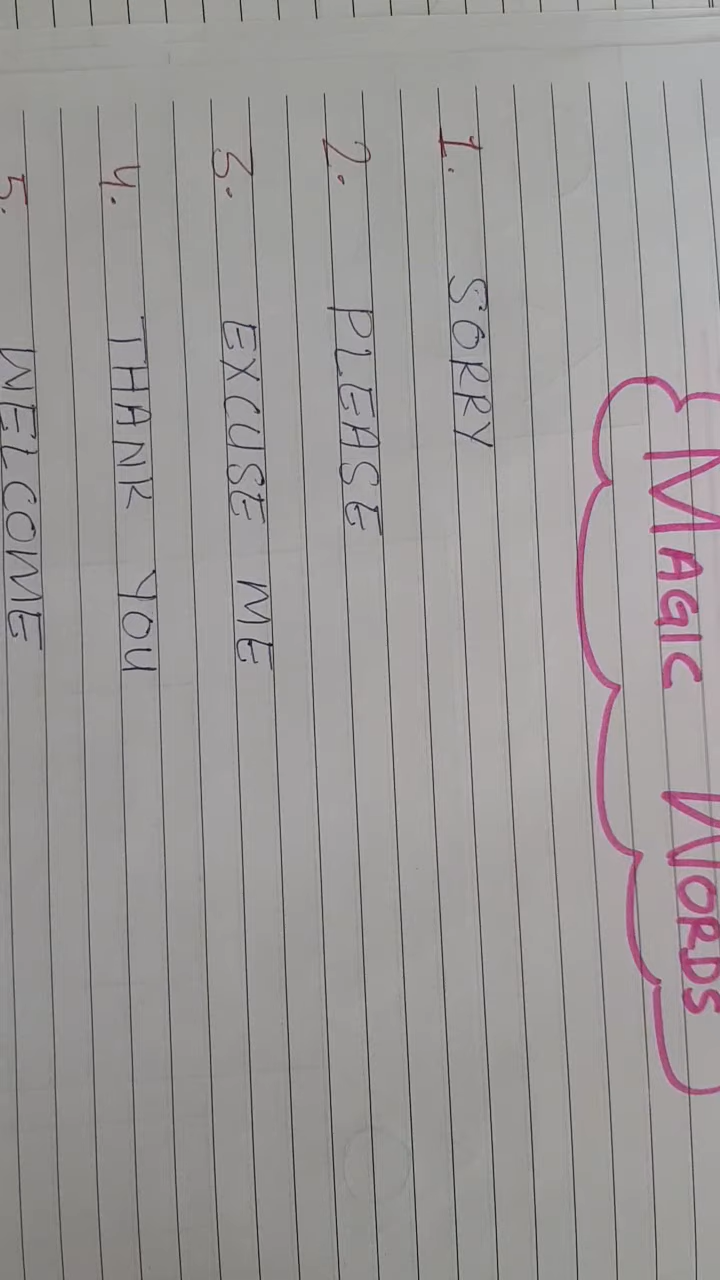 MAGIC WORDS
1. SORRY
2. PLEASE
3. EXCUSE ME
4. THANK YOU
5. WELCOME